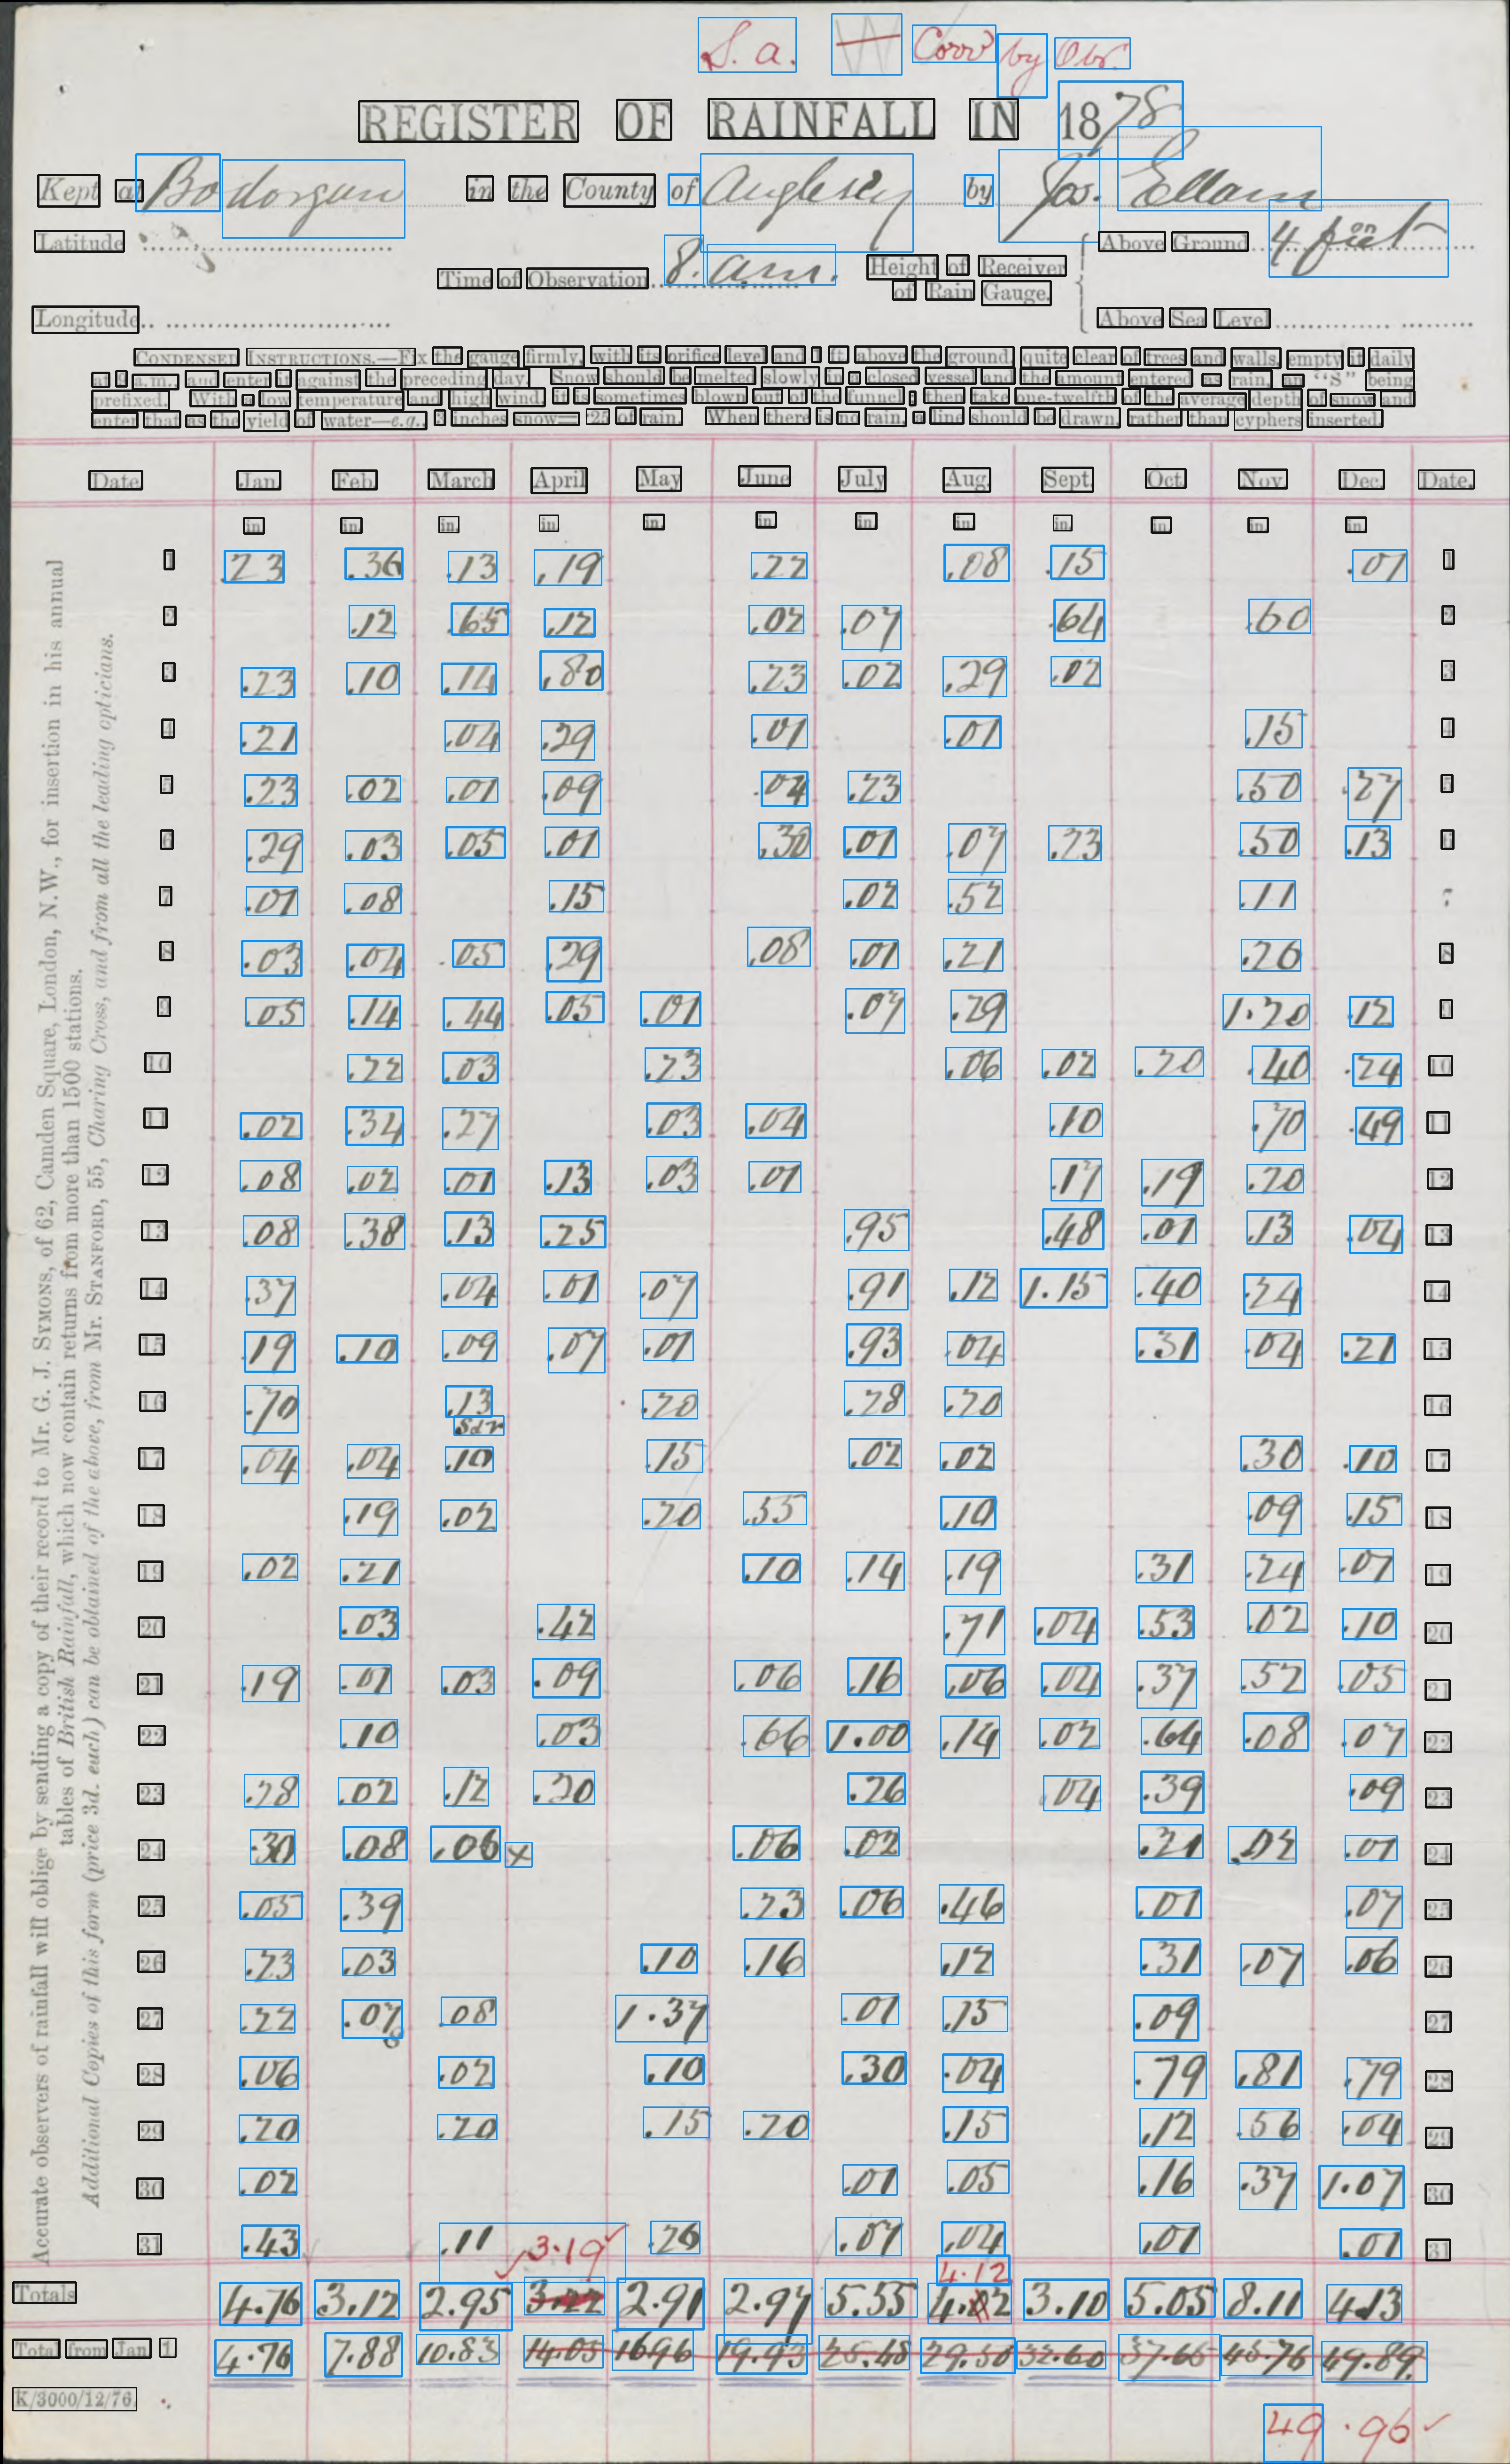 S. a. W Corrd by Obr.
REGISTER OF RAINFALL IN 1878
Kept at Bodorgan in the County of Anglesey by Jos. Ellam
Latitude Above Ground 4 feet
Time of Observation 8. am. Height of Receiver of Rain Gauge.
Longitude Above Sea Level
CONDENSED INSTRUCTIONS.—Fix the gauge firmly, with its orifice level and 1 ft. above the ground, quite clear of trees and walls, empty it daily
at 9 a.m., and enter it against the preceding day. Snow should be melted slowly in a closed vessel and the amount entered as rain, an "S" being
prefixed. With a low temperature and high wind, it is sometimes blown out of the funnel; then take one-twelfth of the average depth of snow and
enter that as the yield of water—e.g., 3 inches snow=·25 of rain. When there is no rain, a line should be drawn, rather than cyphers inserted.
Date Jan. Feb. March April May June July Aug. Sept. Oct. Nov. Dec. Date.
in. in. in. in. in. in. in. in. in. in. in. in.
1 .23 .36 .13 .19 .22 .08 .15 .01 1
2 .12 .65 .12 .02 .07 .64 .60 2
3 .23 .10 .14 .80 .23 .02 .29 .02 3
4 .21 .04 .29 .01 .01 .15 4
5 .23 .02 .01 .09 .04 .23 .50 .27 5
6 .29 .03 .05 .01 .30 .01 .07 .23 .50 .13 6
7 .01 .08 .15 .02 .52 .11 7
8 .03 .04 .05 .29 .08 .01 .21 .26 8
9 .05 .14 .44 .05 .01 .07 .29 1.20 .12 9
10 .22 .03 .23 .06 .02 .20 .40 .24 10
11 .02 .34 .27 .03 .04 .10 .70 .49 11
12 .08 .02 .01 .13 .03 .01 .17 .19 .20 12
13 .08 .38 .13 .25 .95 .48 .01 .13 .04 13
14 .37 .04 .01 .07 .91 .12 1.15 .40 .24 14
15 .19 .10 .09 .07 .01 .93 .04 .31 .04 .21 15
16 .70 .13 .20 .28 .20 16
Sdr
17 .04 .04 .10 .15 .02 .02 .30 .10 17
18 .19 .02 .20 .55 .10 .09 .15 18
19 .02 .21 .10 .14 .19 .31 .24 .07 19
20 .03 .42 .71 .04 .53 .02 .10 20
21 .19 .01 .03 .09 .06 .16 .06 .04 .37 .52 .05 21
22 .10 .03 .66 1.00 .14 .02 .64 .08 .07 22
23 .28 .02 .12 .20 .26 .04 .39 .09 23
24 .30 .08 .06 x .06 .02 .21 .02 .01 24
25 .05 .39 .23 .06 .46 .01 .07 25
26 .23 .03 .10 .16 .12 .31 .07 .06 26
27 .22 .07 .08 1.37 .01 .15 .09 27
28 .06 .02 .10 .30 .04 .79 .81 .79 28
29 .20 .20 .15 .20 .15 .12 .56 .04 29
30 .02 .01 .05 .16 .37 1.07 30
31 .43 .11 .26 .07 .04 .01 .01 31
3.19 4.12
Totals 4.76 3.12 2.95 3.22 2.91 2.97 5.55 4.02 3.10 5.05 8.11 4.13
Total from Jan. 1 4.76 7.88 10.83 14.05 16.96 19.93 25.48 29.50 32.60 37.65 45.76 49.89
K/3000/12/76.
49.96
Accurate observers of rainfall will oblige by sending a copy of their record to Mr. G. J. SYMONS, of 62, Camden Square, London, N.W., for insertion in his annual
tables of British Rainfall, which now contain returns from more than 1500 stations.
Additional Copies of this form (price 3d. each) can be obtained of the above, from Mr. STANFORD, 55, Charing Cross, and from all the leading opticians.